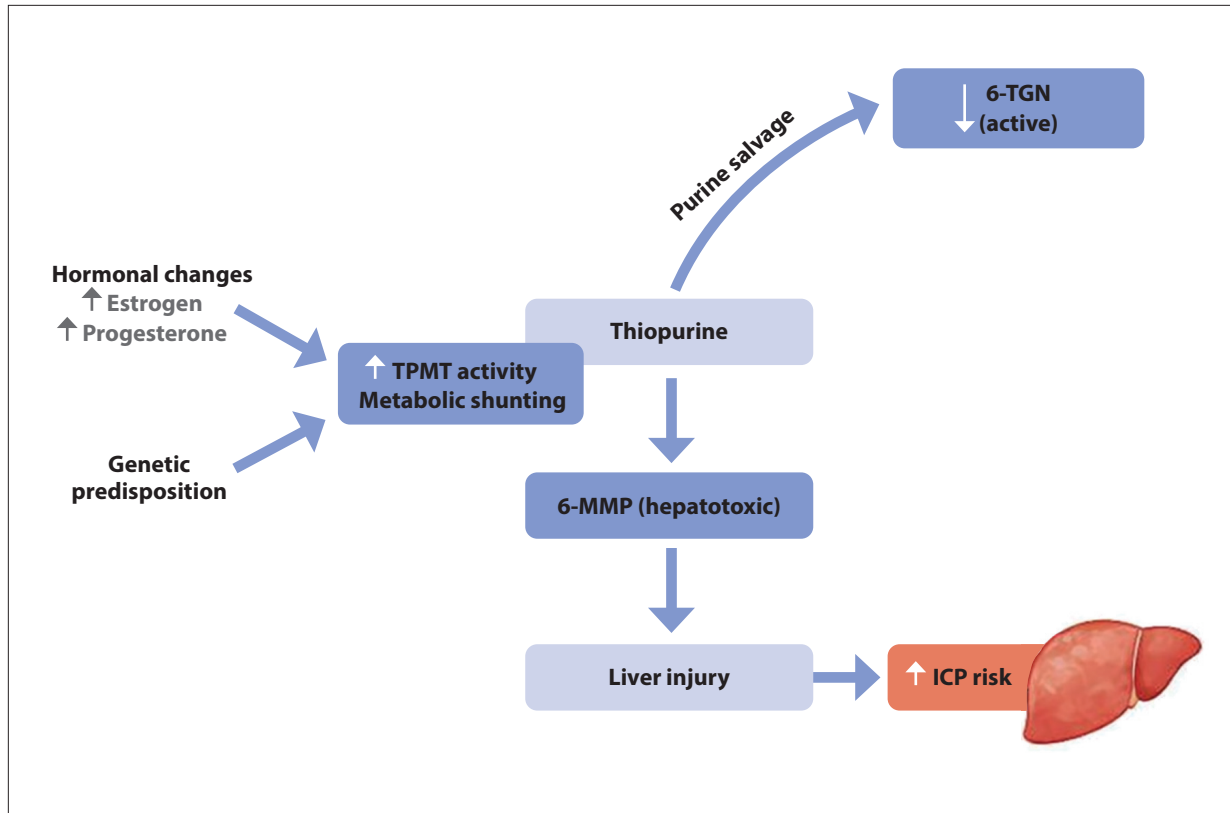 6-TGN
(active)
Purine salvage
Hormonal changes
↑ Estrogen
↑ Progesterone
Thiopurine
↑ TPMT activity
Metabolic shunting
Genetic
predisposition
6-MMP (hepatotoxic)
Liver injury
↑ ICP risk